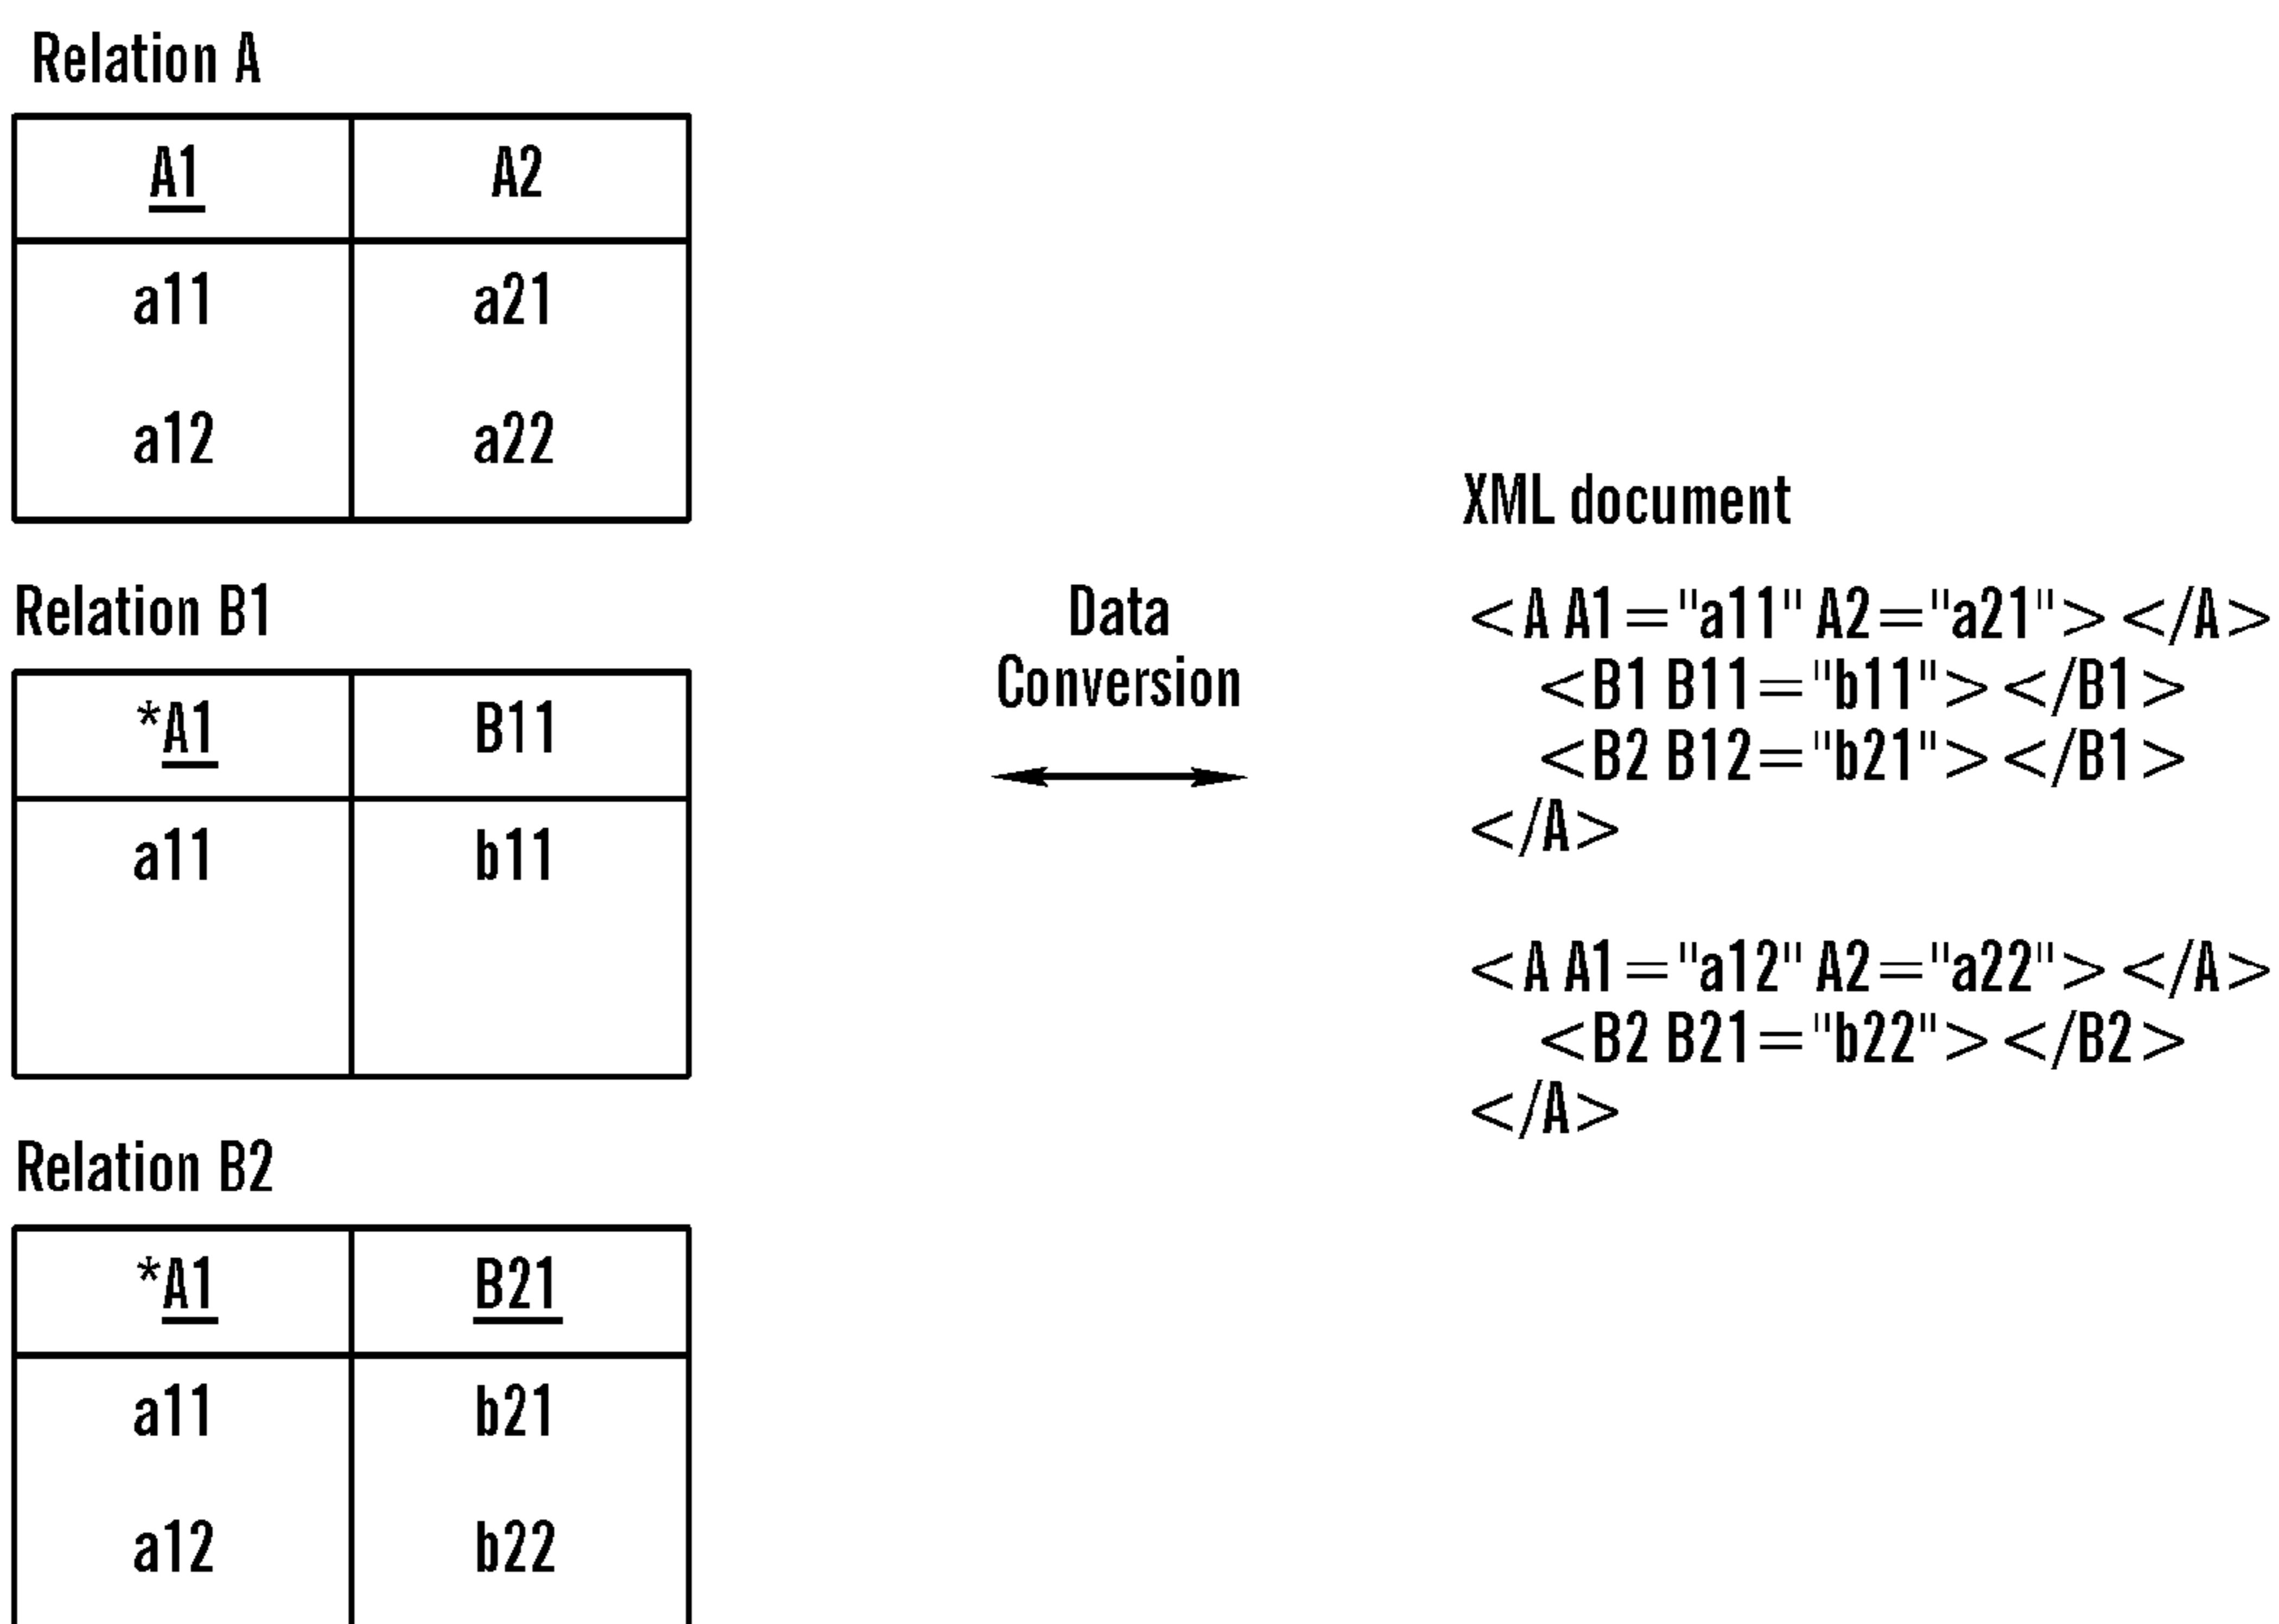 Relation A
A1 A2
a11 a21
a12 a22
Relation B1
*A1 B11
a11 b11
Relation B2
*A1 B21
a11 b21
a12 b22
Data
Conversion
XML document
<A A1="a11" A2="a21"></A>
<B1 B11="b11"></B1>
<B2 B12="b21"></B1>
</A>
<A A1="a12" A2="a22"></A>
<B2 B21="b22"></B2>
</A>